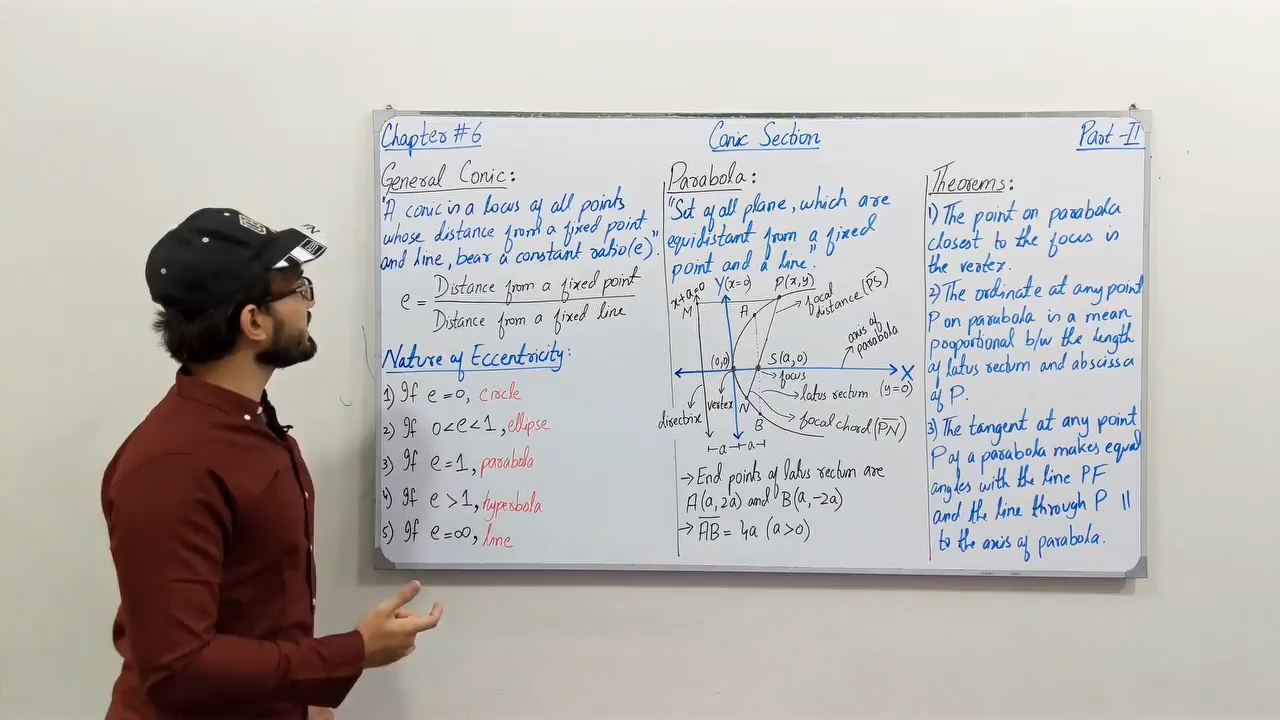 Chapter #6
Conic Section
Part-II
General Conic:
"A conic is a locus of all points
whose distance from a fixed point
and line, bear a constant ratio(e)."
e = Distance from a fixed point
Distance from a fixed line
Nature of Eccentricity:
1) If e=0, circle
2) If 0<e<1, ellipse
3) If e=1, parabola
4) If e>1, hyperbola
5) If e=∞, line
Parabola:
"Set of all plane, which are
equidistant from a fixed
point and a line."
x+a=0
Y(x=0)
P(x,y)
M
A
focal
distance (PS)
axis of
parabola
(0,0)
S(a,0)
X
focus
latus rectum
(y=0)
directrix
vertex
N
B
focal chord (PN)
a
a
→ End points of latus rectum are
A(a,2a) and B(a,-2a)
→ AB = 4a (a>0)
Theorems:
1) The point on parabola
closest to the focus is
the vertex.
2) The ordinate at any point
P on parabola is a mean
proportional b/w the length
of latus rectum and abscissa
of P.
3) The tangent at any point
P of a parabola makes equal
angles with the line PF
and the line through P ||
to the axis of parabola.